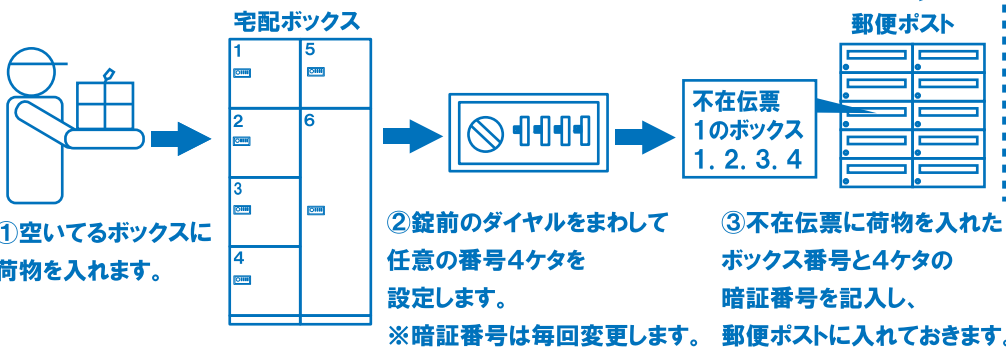 宅配ボックス
郵便ポスト
1
5
2
6
3
4
不在伝票
1のボックス
1. 2. 3. 4
①空いてるボックスに
荷物を入れます。
②錠前のダイヤルをまわして
任意の番号4ケタを
設定します。
※暗証番号は毎回変更します。
③不在伝票に荷物を入れた
ボックス番号と4ケタの
暗証番号を記入し、
郵便ポストに入れておきます。